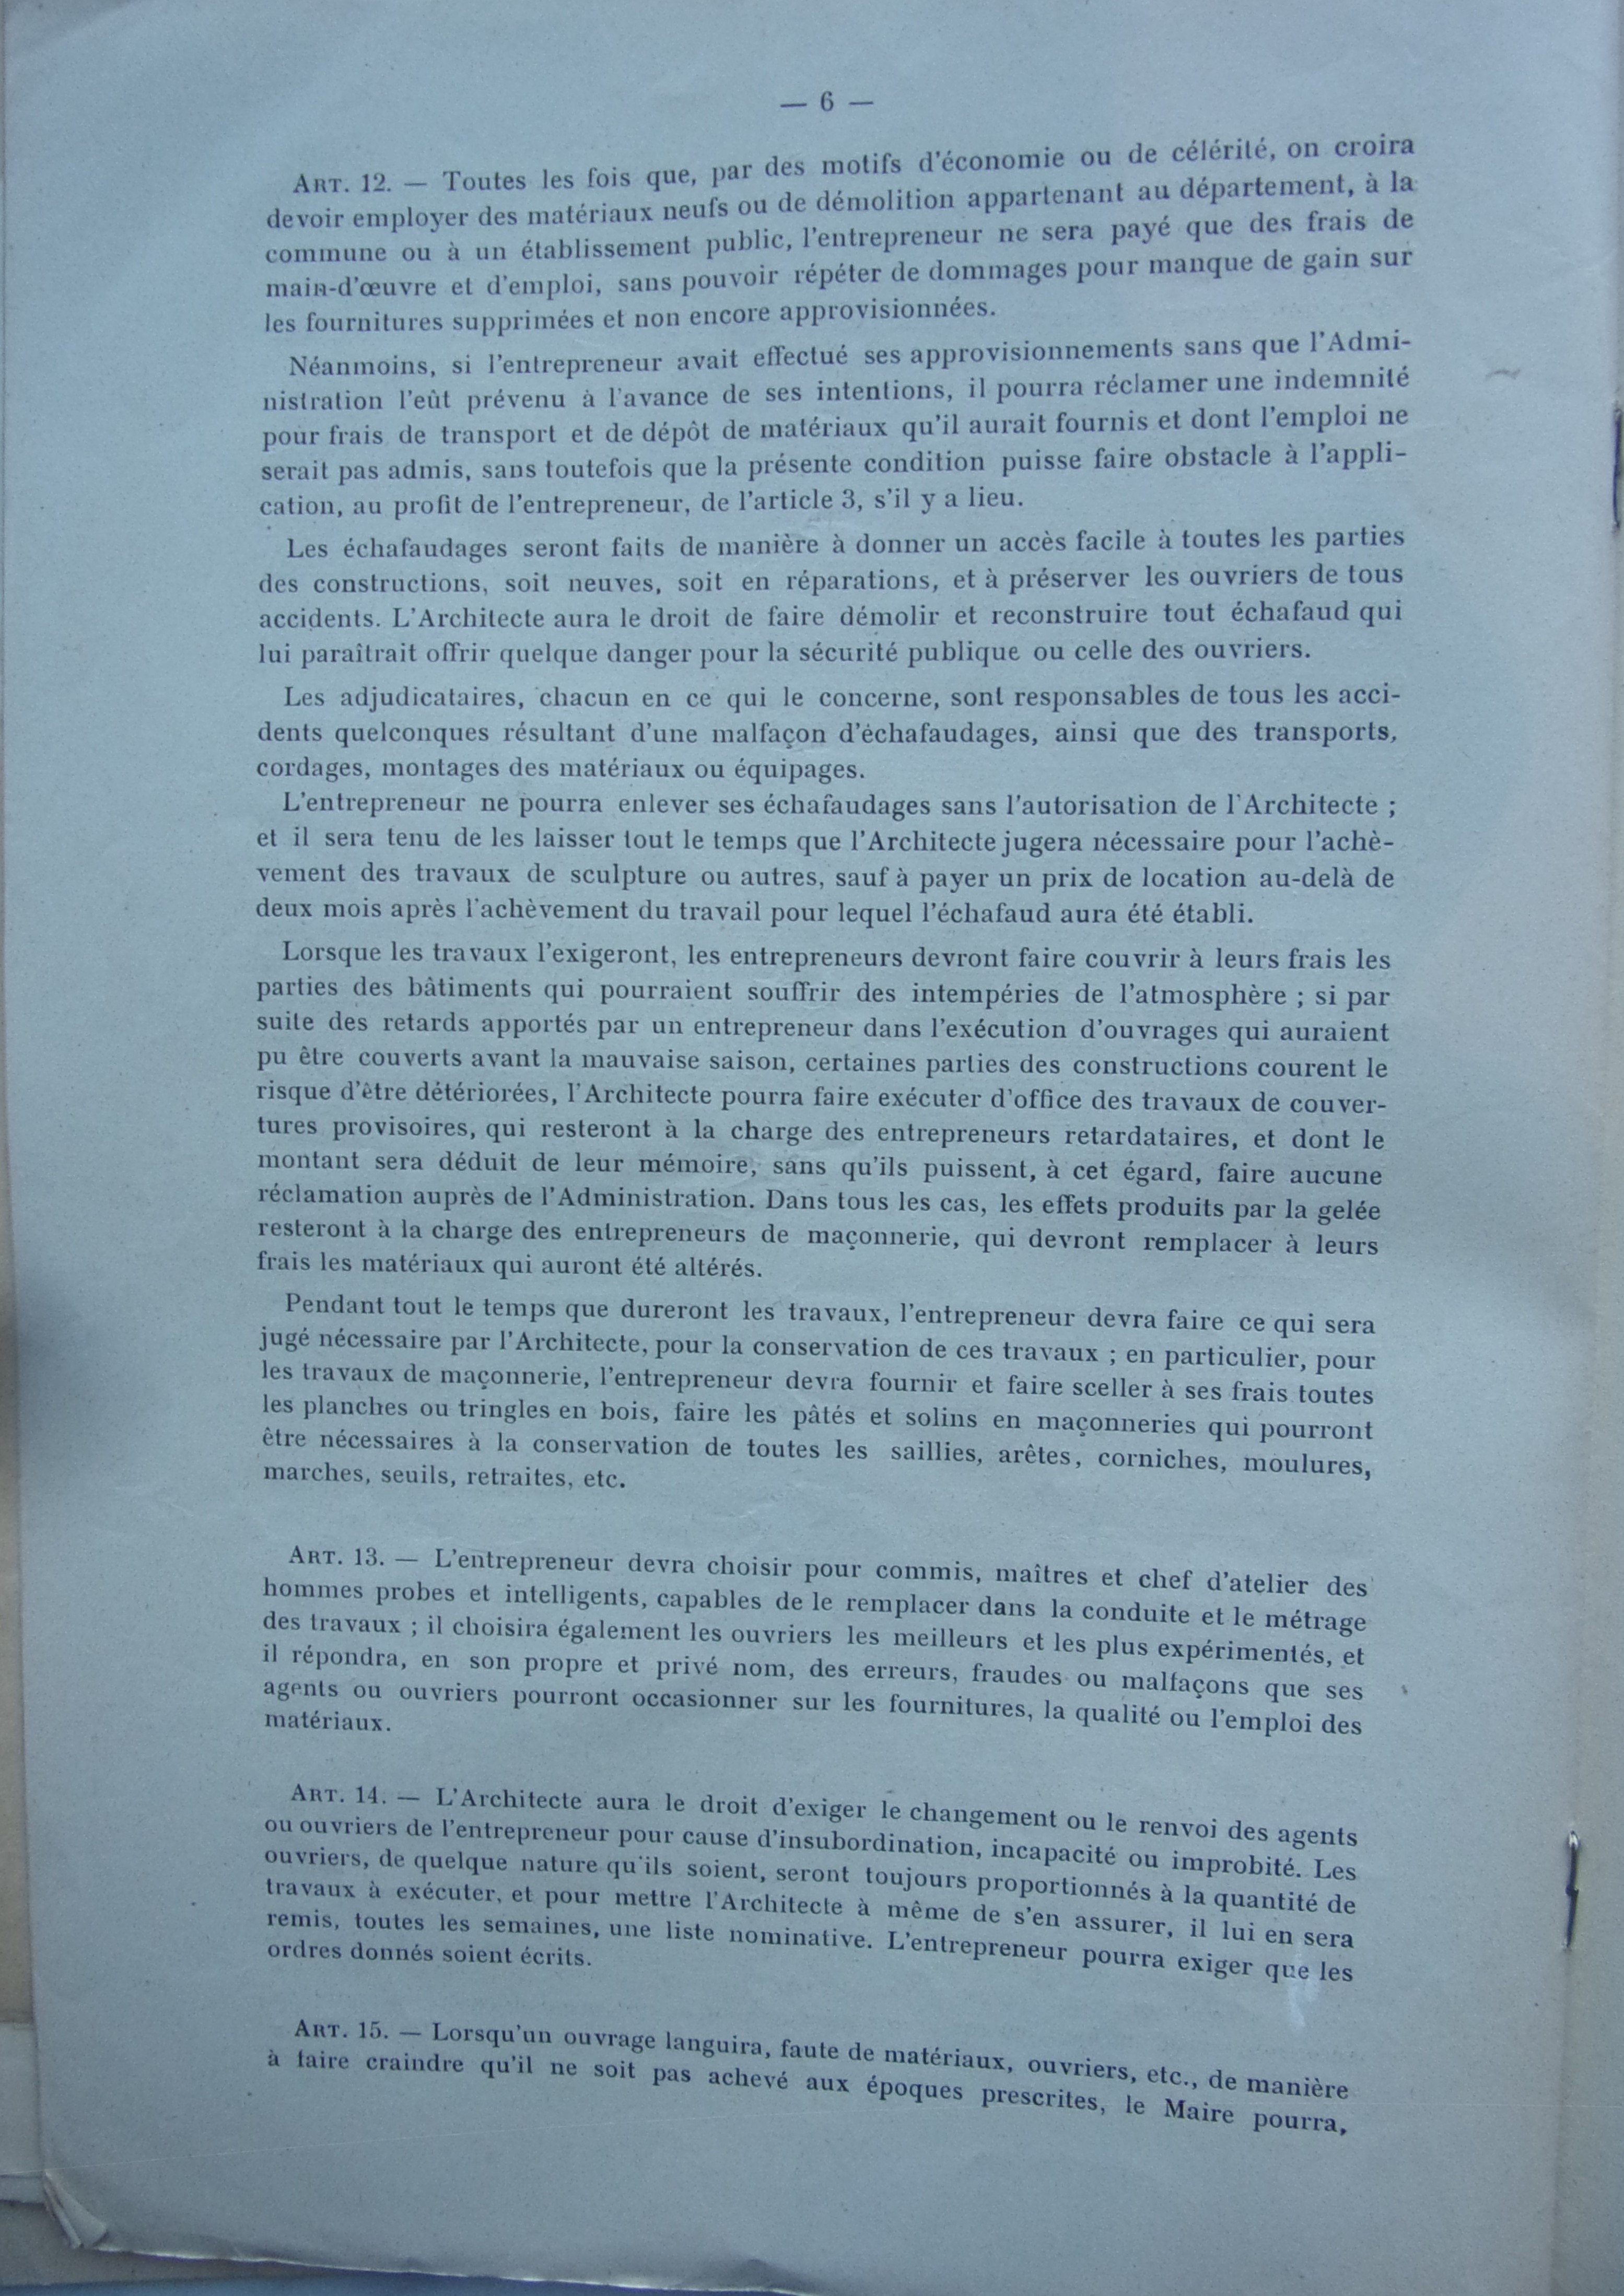 — 6 —
ART. 12. — Toutes les fois que, par des motifs d'économie ou de célérité, on croira
devoir employer des matériaux neufs ou de démolition appartenant au département, à la
commune ou à un établissement public, l'entrepreneur ne sera payé que des frais de
main-d'œuvre et d'emploi, sans pouvoir répéter de dommages pour manque de gain sur
les fournitures supprimées et non encore approvisionnées.
Néanmoins, si l'entrepreneur avait effectué ses approvisionnements sans que l'Admi-
nistration l'eût prévenu à l'avance de ses intentions, il pourra réclamer une indemnité
pour frais de transport et de dépôt de matériaux qu'il aurait fournis et dont l'emploi ne
serait pas admis, sans toutefois que la présente condition puisse faire obstacle à l'appli-
cation, au profit de l'entrepreneur, de l'article 3, s'il y a lieu.
Les échafaudages seront faits de manière à donner un accès facile à toutes les parties
des constructions, soit neuves, soit en réparations, et à préserver les ouvriers de tous
accidents. L'Architecte aura le droit de faire démolir et reconstruire tout échafaud qui
lui paraîtrait offrir quelque danger pour la sécurité publique ou celle des ouvriers.
Les adjudicataires, chacun en ce qui le concerne, sont responsables de tous les acci-
dents quelconques résultant d'une malfaçon d'échafaudages, ainsi que des transports,
cordages, montages des matériaux ou équipages.
L'entrepreneur ne pourra enlever ses échafaudages sans l'autorisation de l'Architecte ;
et il sera tenu de les laisser tout le temps que l'Architecte jugera nécessaire pour l'achè-
vement des travaux de sculpture ou autres, sauf à payer un prix de location au-delà de
deux mois après l'achèvement du travail pour lequel l'échafaud aura été établi.
Lorsque les travaux l'exigeront, les entrepreneurs devront faire couvrir à leurs frais les
parties des bâtiments qui pourraient souffrir des intempéries de l'atmosphère ; si par
suite des retards apportés par un entrepreneur dans l'exécution d'ouvrages qui auraient
pu être couverts avant la mauvaise saison, certaines parties des constructions courent le
risque d'être détériorées, l'Architecte pourra faire exécuter d'office des travaux de couver-
tures provisoires, qui resteront à la charge des entrepreneurs retardataires, et dont le
montant sera déduit de leur mémoire, sans qu'ils puissent, à cet égard, faire aucune
réclamation auprès de l'Administration. Dans tous les cas, les effets produits par la gelée
resteront à la charge des entrepreneurs de maçonnerie, qui devront remplacer à leurs
frais les matériaux qui auront été altérés.
Pendant tout le temps que dureront les travaux, l'entrepreneur devra faire ce qui sera
jugé nécessaire par l'Architecte, pour la conservation de ces travaux ; en particulier, pour
les travaux de maçonnerie, l'entrepreneur devra fournir et faire sceller à ses frais toutes
les planches ou tringles en bois, faire les pâtés et solins en maçonneries qui pourront
être nécessaires à la conservation de toutes les saillies, arêtes, corniches, moulures,
marches, seuils, retraites, etc.
ART. 13. — L'entrepreneur devra choisir pour commis, maîtres et chef d'atelier des
hommes probes et intelligents, capables de le remplacer dans la conduite et le métrage
des travaux ; il choisira également les ouvriers les meilleurs et les plus expérimentés, et
il répondra, en son propre et privé nom, des erreurs, fraudes ou malfaçons que ses
agents ou ouvriers pourront occasionner sur les fournitures, la qualité ou l'emploi des
matériaux.
ART. 14. — L'Architecte aura le droit d'exiger le changement ou le renvoi des agents
ou ouvriers de l'entrepreneur pour cause d'insubordination, incapacité ou improbité. Les
ouvriers, de quelque nature qu'ils soient, seront toujours proportionnés à la quantité de
travaux à exécuter, et pour mettre l'Architecte à même de s'en assurer, il lui en sera
remis, toutes les semaines, une liste nominative. L'entrepreneur pourra exiger que les
ordres donnés soient écrits.
ART. 15. — Lorsqu'un ouvrage languira, faute de matériaux, ouvriers, etc., de manière
à faire craindre qu'il ne soit pas achevé aux époques prescrites, le Maire pourra,